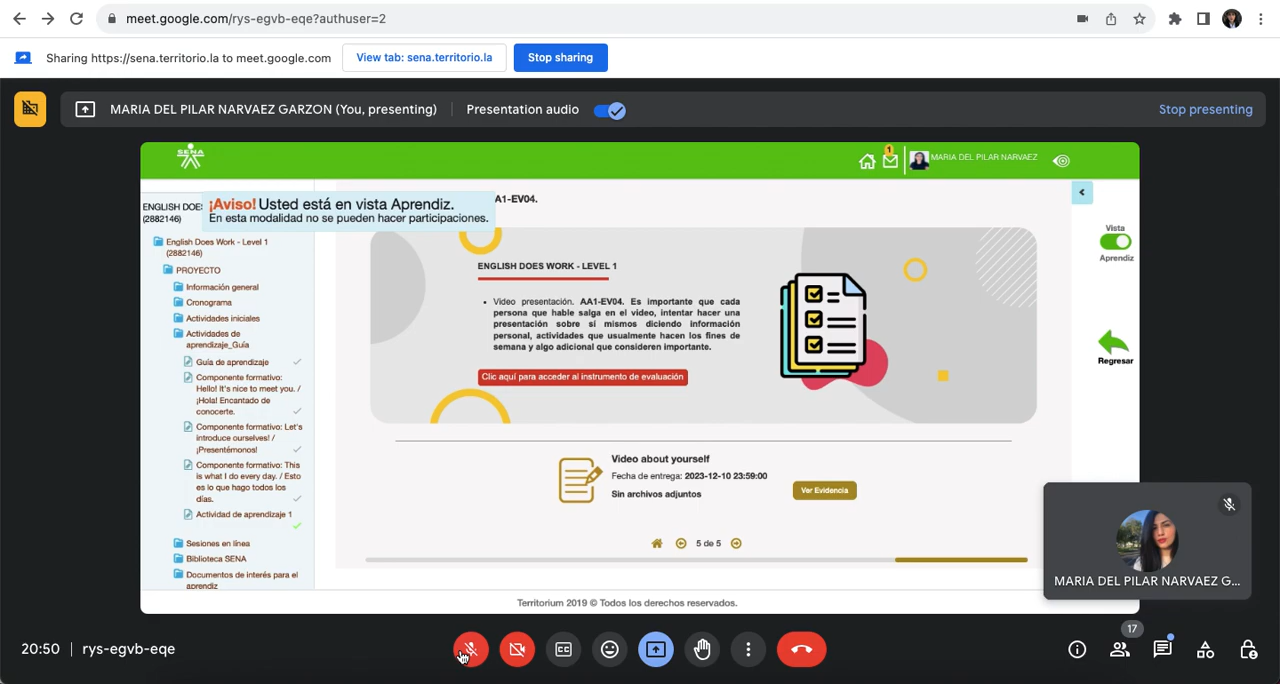 meet.google.com/rys-egvb-eqe?authuser=2
Sharing https://sena.territorio.la to meet.google.com
View tab: sena.territorio.la
Stop sharing
MARIA DEL PILAR NARVAEZ GARZON (You, presenting)
Presentation audio
Stop presenting
SENA
1
MARIA DEL PILAR NARVAEZ
ENGLISH DOES
(2882146)
¡Aviso! Usted está en vista Aprendiz.
En esta modalidad no se pueden hacer participaciones.
A1-EV04.
English Does Work - Level 1
(2882146)
PROYECTO
Información general
Cronograma
Actividades iniciales
Actividades de
aprendizaje_Guía
Guía de aprendizaje
Componente formativo:
Hello! It's nice to meet you. /
¡Hola! Encantado de
conocerte.
Componente formativo: Let's
introduce ourselves! /
¡Presentémonos!
Componente formativo: This
is what I do every day. / Esto
es lo que hago todos los
días.
Actividad de aprendizaje 1
Sesiones en línea
Biblioteca SENA
Documentos de interés para el
aprendiz
ENGLISH DOES WORK - LEVEL 1
• Video presentación. AA1-EV04. Es importante que cada
persona que hable salga en el video, intentar hacer una
presentación sobre sí mismos diciendo información
personal, actividades que usualmente hacen los fines de
semana y algo adicional que consideren importante.
Clic aquí para acceder al instrumento de evaluación
Video about yourself
Fecha de entrega: 2023-12-10 23:59:00
Sin archivos adjuntos
Ver Evidencia
5 de 5
Vista
Aprendiz
Regresar
Territorium 2019 © Todos los derechos reservados.
MARIA DEL PILAR NARVAEZ G...
20:50 | rys-egvb-eqe
17